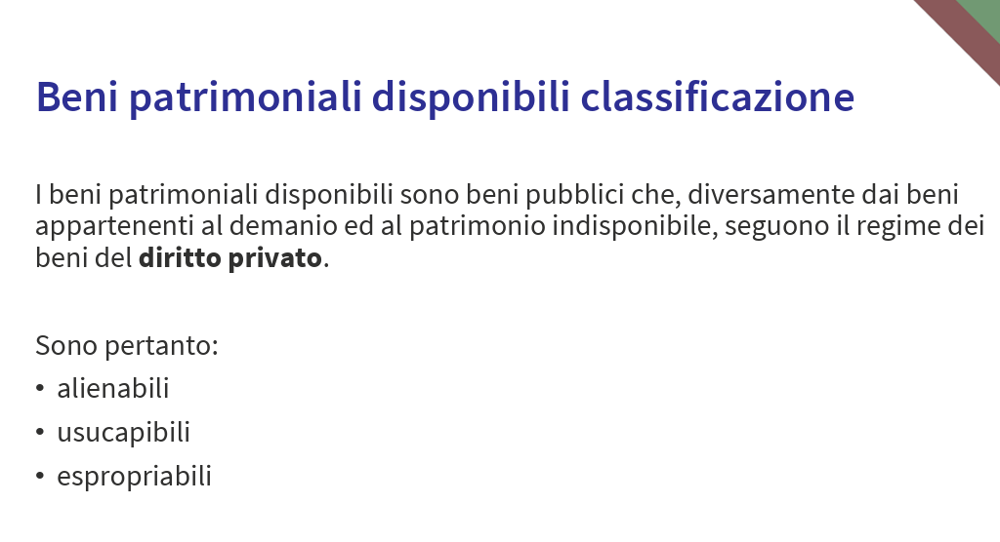 Beni patrimoniali disponibili classificazione
I beni patrimoniali disponibili sono beni pubblici che, diversamente dai beni
appartenenti al demanio ed al patrimonio indisponibile, seguono il regime dei
beni del diritto privato.
Sono pertanto:
• alienabili
• usucapibili
• espropriabili